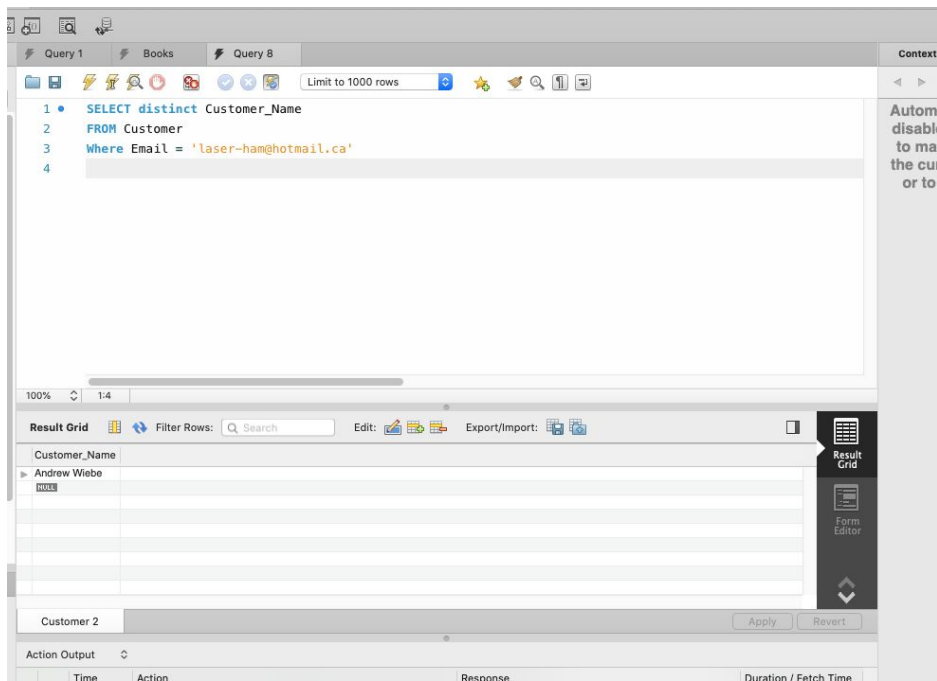 Query 1 Books Query 8
Context
Limit to 1000 rows
1 SELECT distinct Customer_Name
2 FROM Customer
3 Where Email = 'laser-ham@hotmail.ca'
4
Autom
disable
to ma
the cu
or to
100% 1:4
Result Grid Filter Rows: Search Edit: Export/Import:
Result
Grid
Customer_Name
Andrew Wiebe
NULL
Form
Editor
Customer 2 Apply Revert
Action Output
Time Action Response Duration / Fetch Time